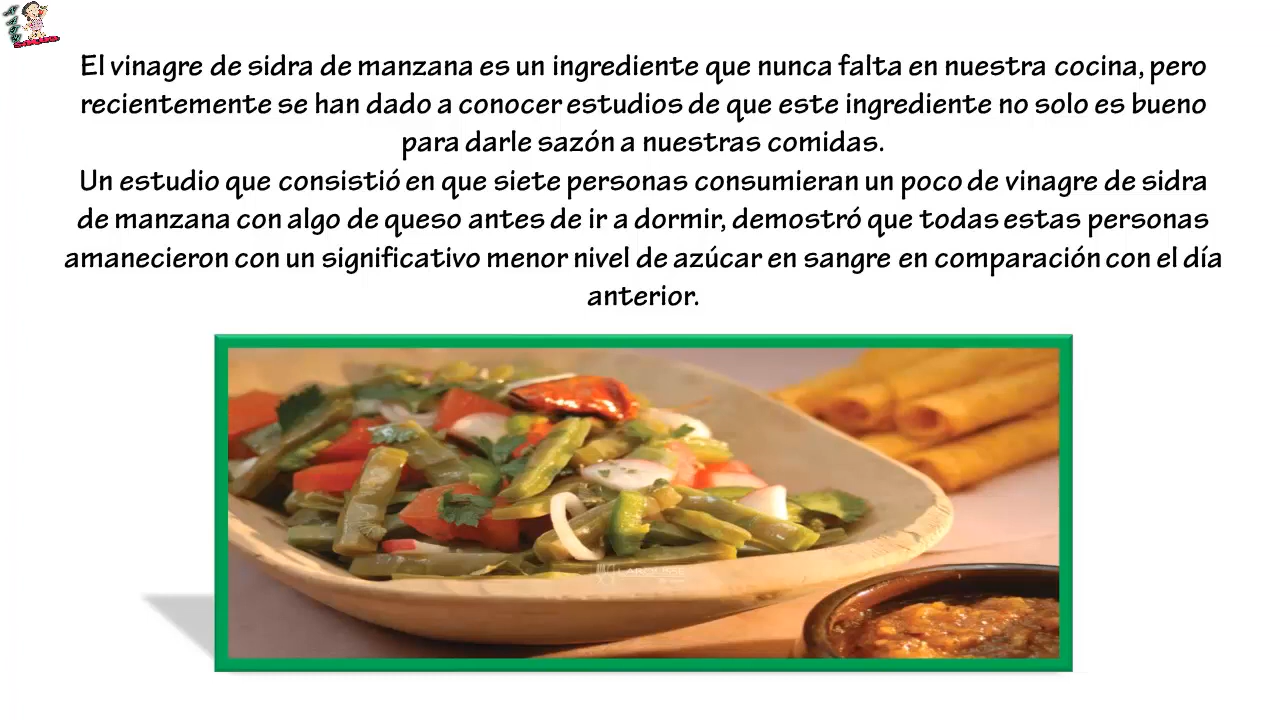 El vinagre de sidra de manzana es un ingrediente que nunca falta en nuestra cocina, pero
recientemente se han dado a conocer estudios de que este ingrediente no solo es bueno
para darle sazón a nuestras comidas.
Un estudio que consistió en que siete personas consumieran un poco de vinagre de sidra
de manzana con algo de queso antes de ir a dormir, demostró que todas estas personas
amanecieron con un significativo menor nivel de azúcar en sangre en comparación con el día
anterior.
LAROUSSE